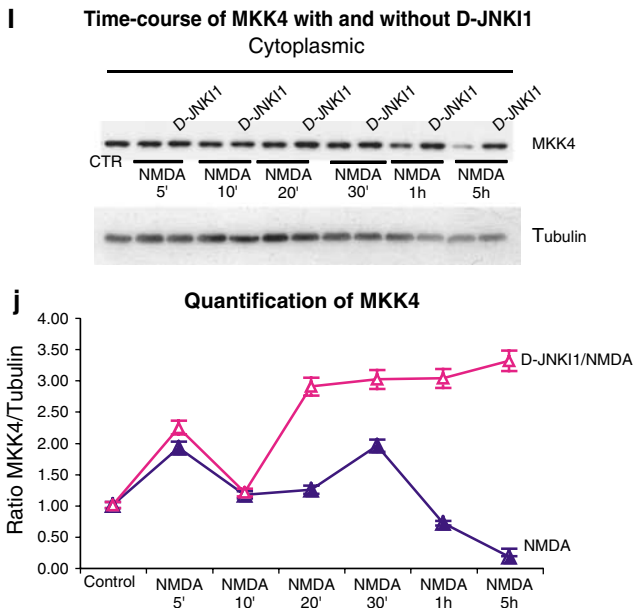 I Time-course of MKK4 with and without D-JNKI1
Cytoplasmic
D-JNKI1 D-JNKI1 D-JNKI1 D-JNKI1 D-JNKI1 D-JNKI1
MKK4
CTR NMDA NMDA NMDA NMDA NMDA NMDA
5' 10' 20' 30' 1h 5h
Tubulin
j Quantification of MKK4
Ratio MKK4/Tubulin
4.00
3.50
3.00
2.50
2.00
1.50
1.00
0.50
0.00
D-JNKI1/NMDA
NMDA
Control NMDA NMDA NMDA NMDA NMDA NMDA
5' 10' 20' 30' 1h 5h